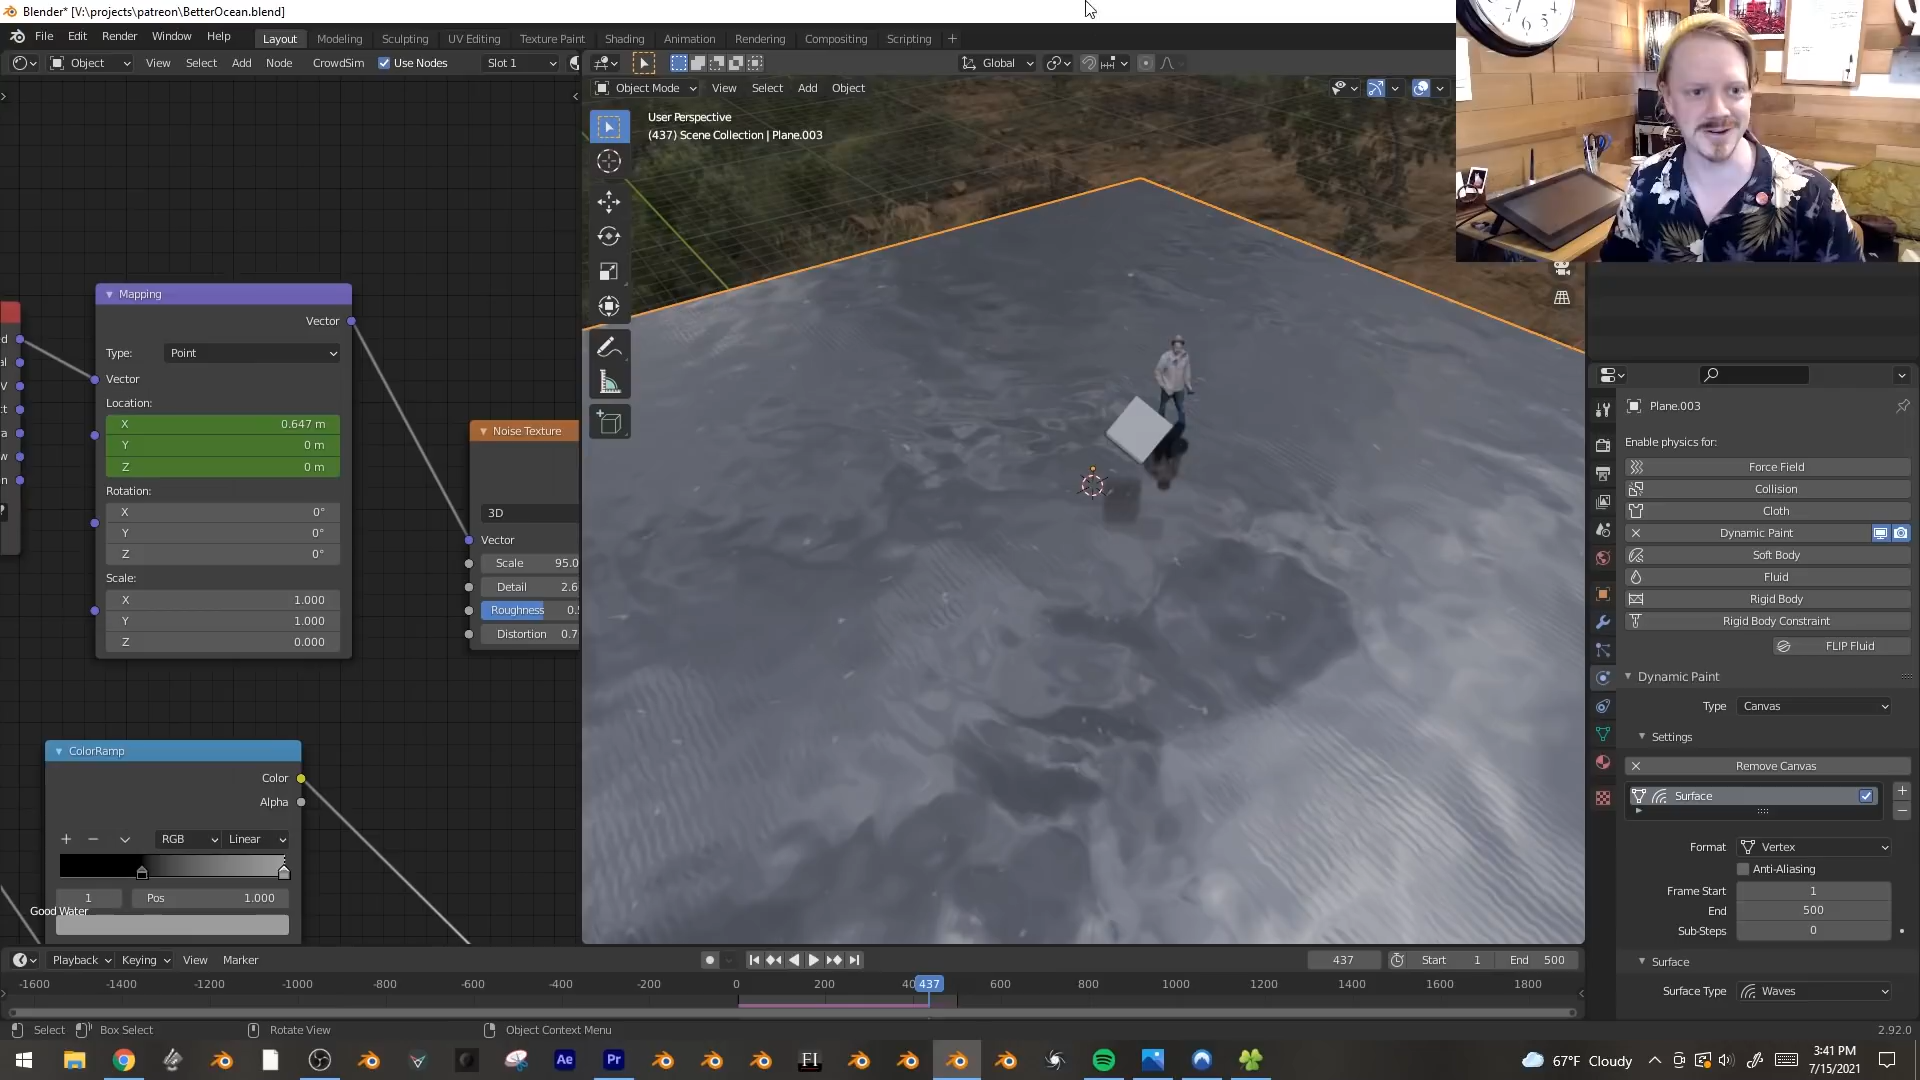 Blender* [V:\projects\patreon\BetterOcean.blend]
File Edit Render Window Help Layout Modeling Sculpting UV Editing Texture Paint Shading Animation Rendering Compositing Scripting +
Object View Select Add Node CrowdSim Use Nodes Slot 1
Global
Object Mode View Select Add Object
User Perspective
(437) Scene Collection | Plane.003
Mapping
Vector
Type: Point
Vector
Location:
X 0.647 m
Y 0 m
Z 0 m
Rotation:
X 0°
Y 0°
Z 0°
Scale:
X 1.000
Y 1.000
Z 0.000
Noise Texture
3D
Vector
Scale 95.0
Detail 2.6
Roughness 0.
Distortion 0.7
ColorRamp
Color
Alpha
RGB Linear
1 Pos 1.000
Good Water
Plane.003
Enable physics for:
Force Field
Collision
Cloth
Dynamic Paint
Soft Body
Fluid
Rigid Body
Rigid Body Constraint
FLIP Fluid
Dynamic Paint
Type Canvas
Settings
Remove Canvas
Surface
Format Vertex
Anti-Aliasing
Frame Start 1
End 500
Sub-Steps 0
Surface
Surface Type Waves
Playback Keying View Marker
437 Start 1 End 500
-1600 -1400 -1200 -1000 -800 -600 -400 -200 0 200 40 437 600 800 1000 1200 1400 1600 1800
Select Box Select Rotate View Object Context Menu 2.92.0
Ae Pr
67°F Cloudy
3:41 PM
7/15/2021